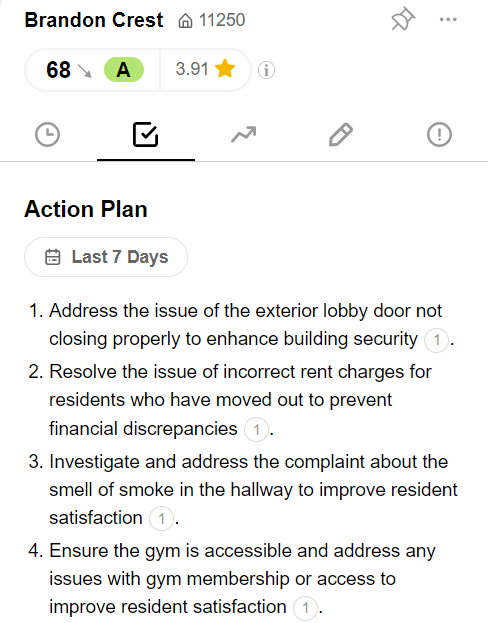 Brandon Crest 11250
68 A 3.91
Action Plan
Last 7 Days
1. Address the issue of the exterior lobby door not
closing properly to enhance building security 1.
2. Resolve the issue of incorrect rent charges for
residents who have moved out to prevent
financial discrepancies 1.
3. Investigate and address the complaint about the
smell of smoke in the hallway to improve resident
satisfaction 1.
4. Ensure the gym is accessible and address any
issues with gym membership or access to
improve resident satisfaction 1.